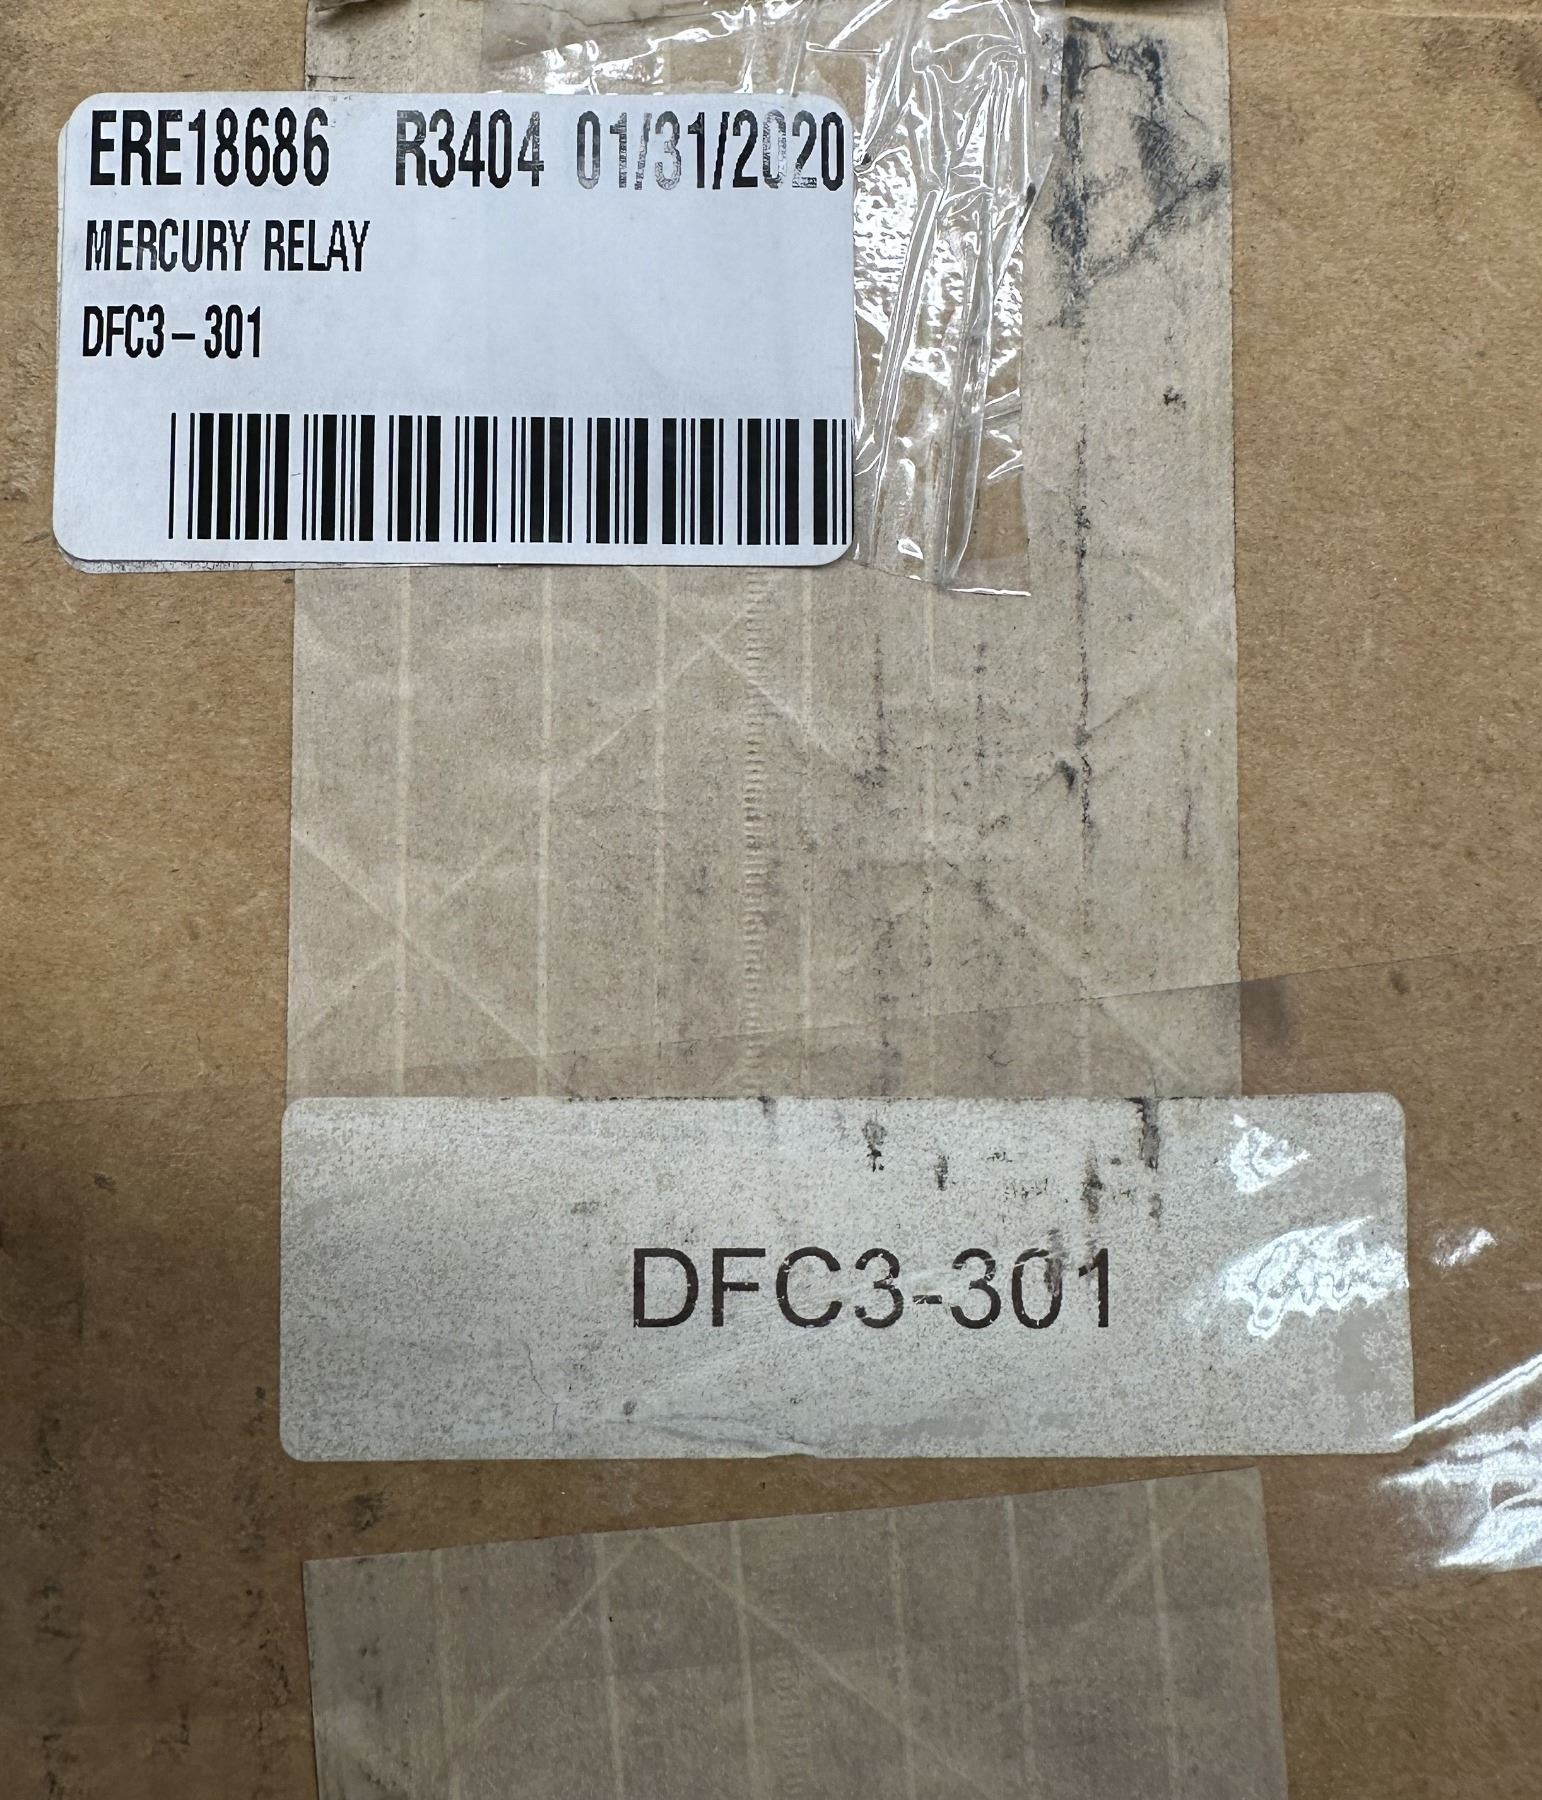 ERE18686 R3404 01/31/2020
MERCURY RELAY
DFC3-301
DFC3-301